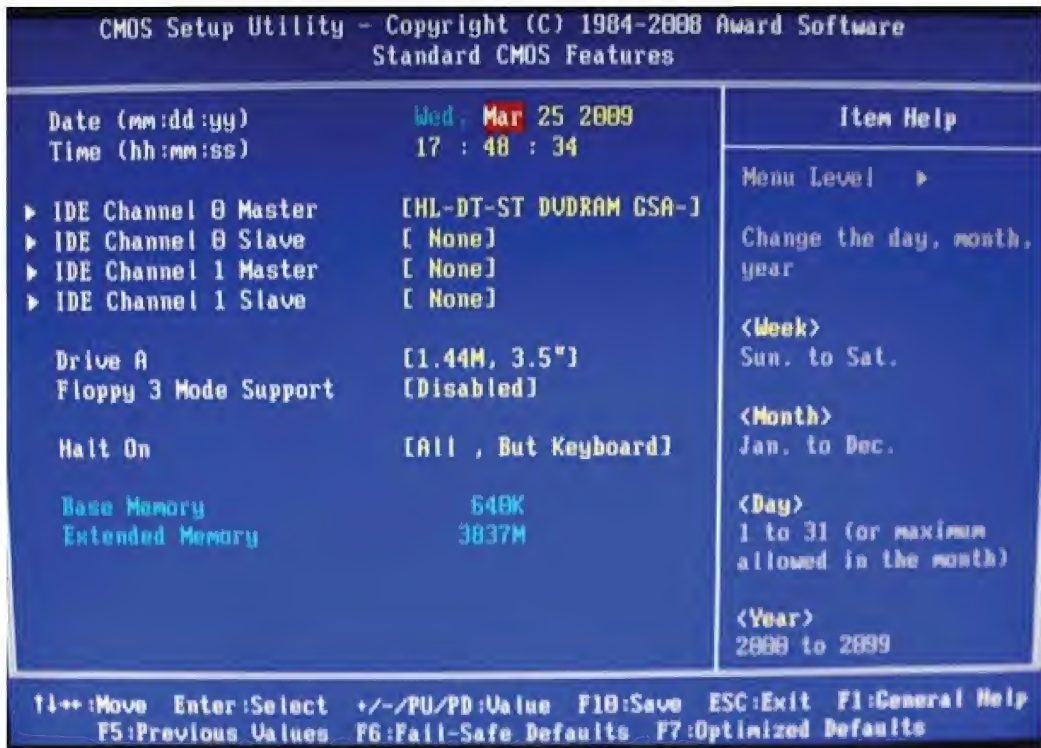 CMOS Setup Utility - Copyright (C) 1984-2008 Award Software
Standard CMOS Features
Date (mm:dd:yy) Wed, Mar 25 2009
Time (hh:mm:ss) 17 : 48 : 34
IDE Channel 0 Master [HL-DT-ST DVDRAM GSA-]
IDE Channel 0 Slave [ None]
IDE Channel 1 Master [ None]
IDE Channel 1 Slave [ None]
Drive A [1.44M, 3.5"]
Floppy 3 Mode Support [Disabled]
Halt On [All , But Keyboard]
Base Memory 640K
Extended Memory 3837M
Item Help
Menu Level ▶
Change the day, month,
year
<Week>
Sun. to Sat.
<Month>
Jan. to Dec.
<Day>
1 to 31 (or maximum
allowed in the month)
<Year>
2000 to 2099
↑↓→←:Move Enter:Select +/-/PU/PD:Value F10:Save ESC:Exit F1:General Help
F5:Previous Values F6:Fail-Safe Defaults F7:Optimized Defaults